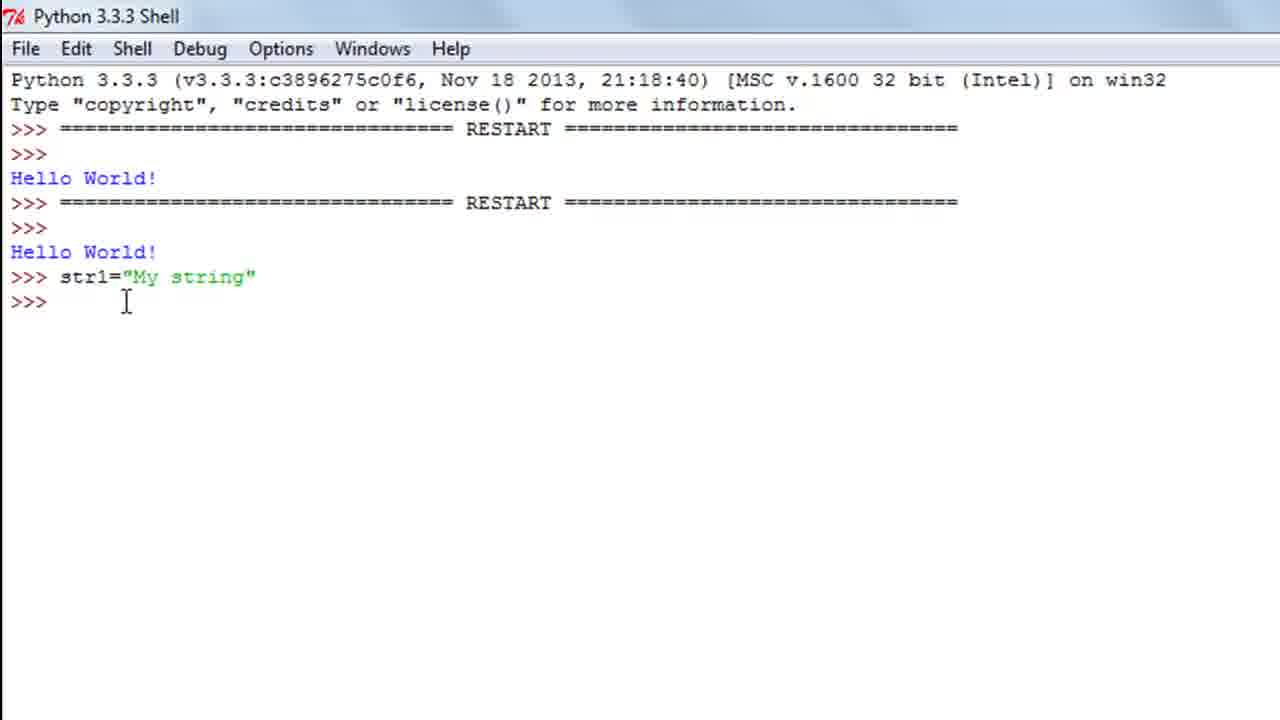 Python 3.3.3 Shell
File Edit Shell Debug Options Windows Help
Python 3.3.3 (v3.3.3:c3896275c0f6, Nov 18 2013, 21:18:40) [MSC v.1600 32 bit (Intel)] on win32
Type "copyright", "credits" or "license()" for more information.
>>> ================================ RESTART ================================
>>>
Hello World!
>>> ================================ RESTART ================================
>>>
Hello World!
>>> str1="My string"
>>>